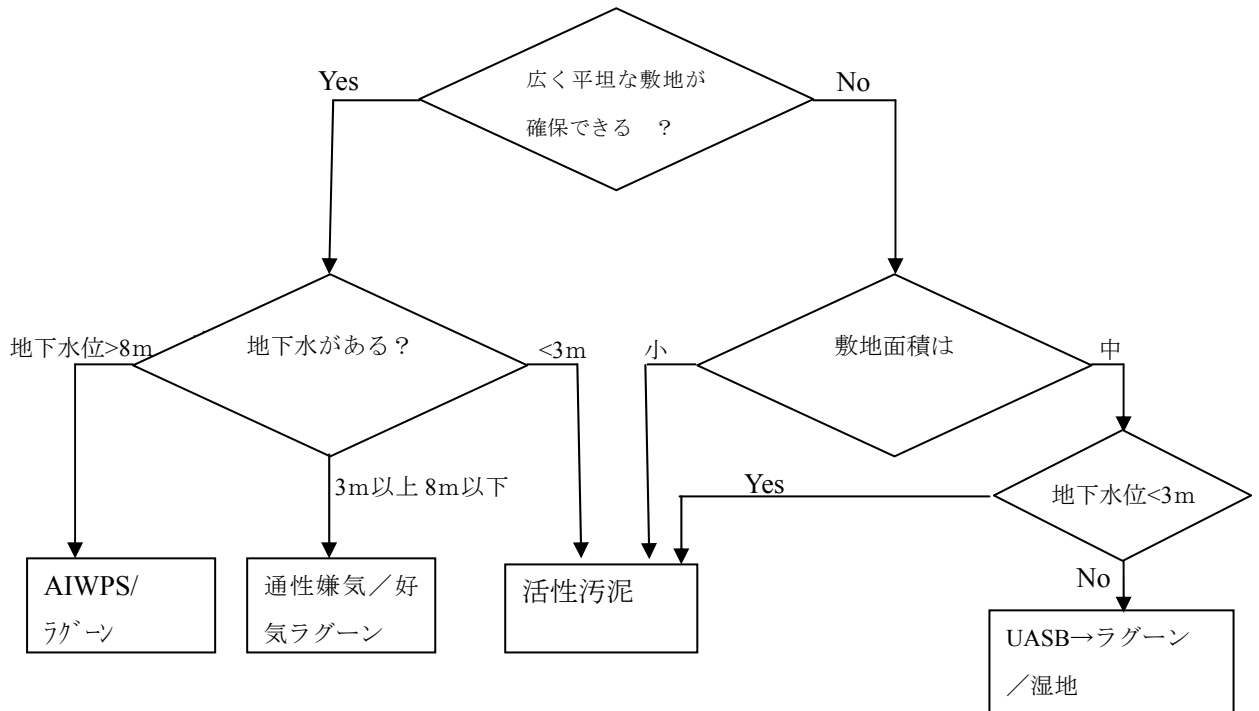 Yes
広く平坦な敷地が
確保できる ？
No
地下水位>8m
地下水がある？
<3m
小
敷地面積は
中
3m以上 8m以下
Yes
地下水位<3m
No
AIWPS/
ﾗｸﾞｰﾝ
通性嫌気／好
気ラグーン
活性汚泥
UASB→ラグーン
／湿地